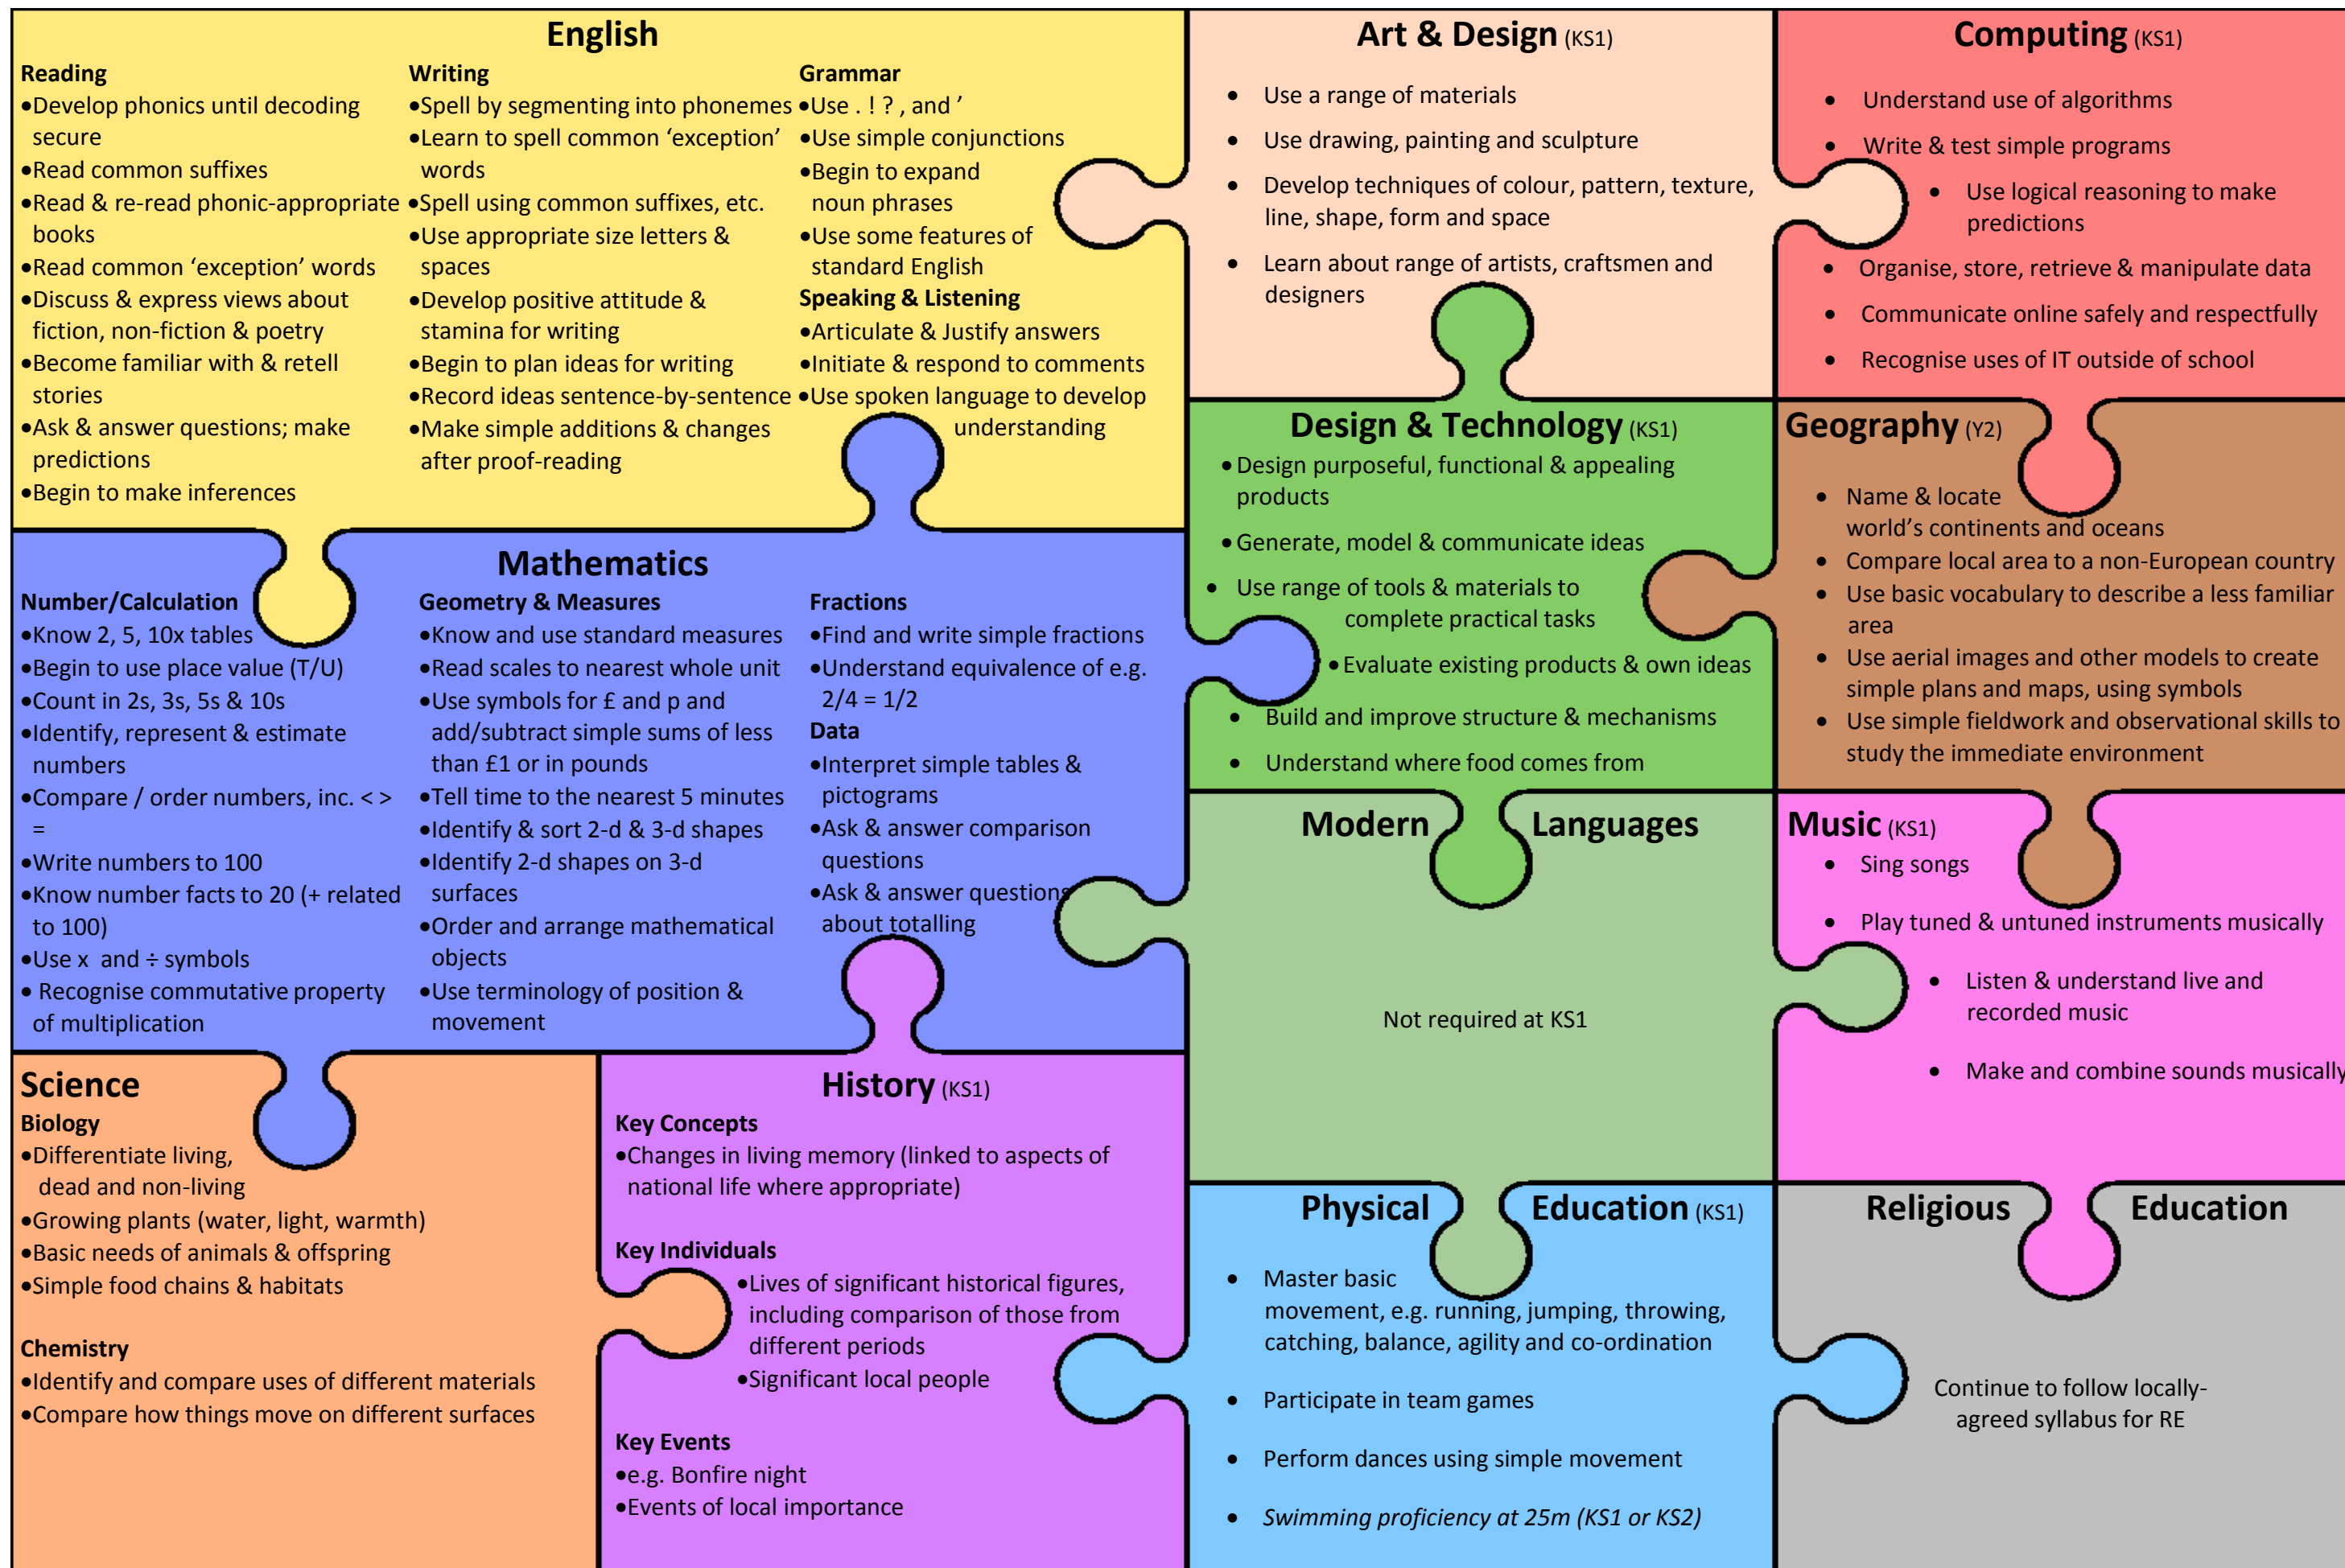 English
Reading
•Develop phonics until decoding
secure
•Read common suffixes
•Read & re-read phonic-appropriate
books
•Read common ‘exception’ words
•Discuss & express views about
fiction, non-fiction & poetry
•Become familiar with & retell
stories
•Ask & answer questions; make
predictions
•Begin to make inferences
Writing
•Spell by segmenting into phonemes
•Learn to spell common ‘exception’
words
•Spell using common suffixes, etc.
•Use appropriate size letters &
spaces
•Develop positive attitude &
stamina for writing
•Begin to plan ideas for writing
•Record ideas sentence-by-sentence
•Make simple additions & changes
after proof-reading
Grammar
•Use . ! ? , and ’
•Use simple conjunctions
•Begin to expand
noun phrases
•Use some features of
standard English
Speaking & Listening
•Articulate & Justify answers
•Initiate & respond to comments
•Use spoken language to develop
understanding
Art & Design (KS1)
• Use a range of materials
• Use drawing, painting and sculpture
• Develop techniques of colour, pattern, texture,
line, shape, form and space
• Learn about range of artists, craftsmen and
designers
Computing (KS1)
• Understand use of algorithms
• Write & test simple programs
• Use logical reasoning to make
predictions
• Organise, store, retrieve & manipulate data
• Communicate online safely and respectfully
• Recognise uses of IT outside of school
Mathematics
Number/Calculation
•Know 2, 5, 10x tables
•Begin to use place value (T/U)
•Count in 2s, 3s, 5s & 10s
•Identify, represent & estimate
numbers
•Compare / order numbers, inc. < >
=
•Write numbers to 100
•Know number facts to 20 (+ related
to 100)
•Use x and ÷ symbols
• Recognise commutative property
of multiplication
Geometry & Measures
•Know and use standard measures
•Read scales to nearest whole unit
•Use symbols for £ and p and
add/subtract simple sums of less
than £1 or in pounds
•Tell time to the nearest 5 minutes
•Identify & sort 2-d & 3-d shapes
•Identify 2-d shapes on 3-d
surfaces
•Order and arrange mathematical
objects
•Use terminology of position &
movement
Fractions
•Find and write simple fractions
•Understand equivalence of e.g.
2/4 = 1/2
Data
•Interpret simple tables &
pictograms
•Ask & answer comparison
questions
•Ask & answer questions
about totalling
Design & Technology (KS1)
• Design purposeful, functional & appealing
products
• Generate, model & communicate ideas
• Use range of tools & materials to
complete practical tasks
• Evaluate existing products & own ideas
• Build and improve structure & mechanisms
• Understand where food comes from
Geography (Y2)
• Name & locate
world’s continents and oceans
• Compare local area to a non-European country
• Use basic vocabulary to describe a less familiar
area
• Use aerial images and other models to create
simple plans and maps, using symbols
• Use simple fieldwork and observational skills to
study the immediate environment
Modern Languages
Not required at KS1
Music (KS1)
• Sing songs
• Play tuned & untuned instruments musically
• Listen & understand live and
recorded music
• Make and combine sounds musically
Science
Biology
•Differentiate living,
dead and non-living
•Growing plants (water, light, warmth)
•Basic needs of animals & offspring
•Simple food chains & habitats
Chemistry
•Identify and compare uses of different materials
•Compare how things move on different surfaces
History (KS1)
Key Concepts
•Changes in living memory (linked to aspects of
national life where appropriate)
Key Individuals
•Lives of significant historical figures,
including comparison of those from
different periods
•Significant local people
Key Events
•e.g. Bonfire night
•Events of local importance
Physical Education (KS1)
• Master basic
movement, e.g. running, jumping, throwing,
catching, balance, agility and co-ordination
• Participate in team games
• Perform dances using simple movement
• Swimming proficiency at 25m (KS1 or KS2)
Religious Education
Continue to follow locally-
agreed syllabus for RE